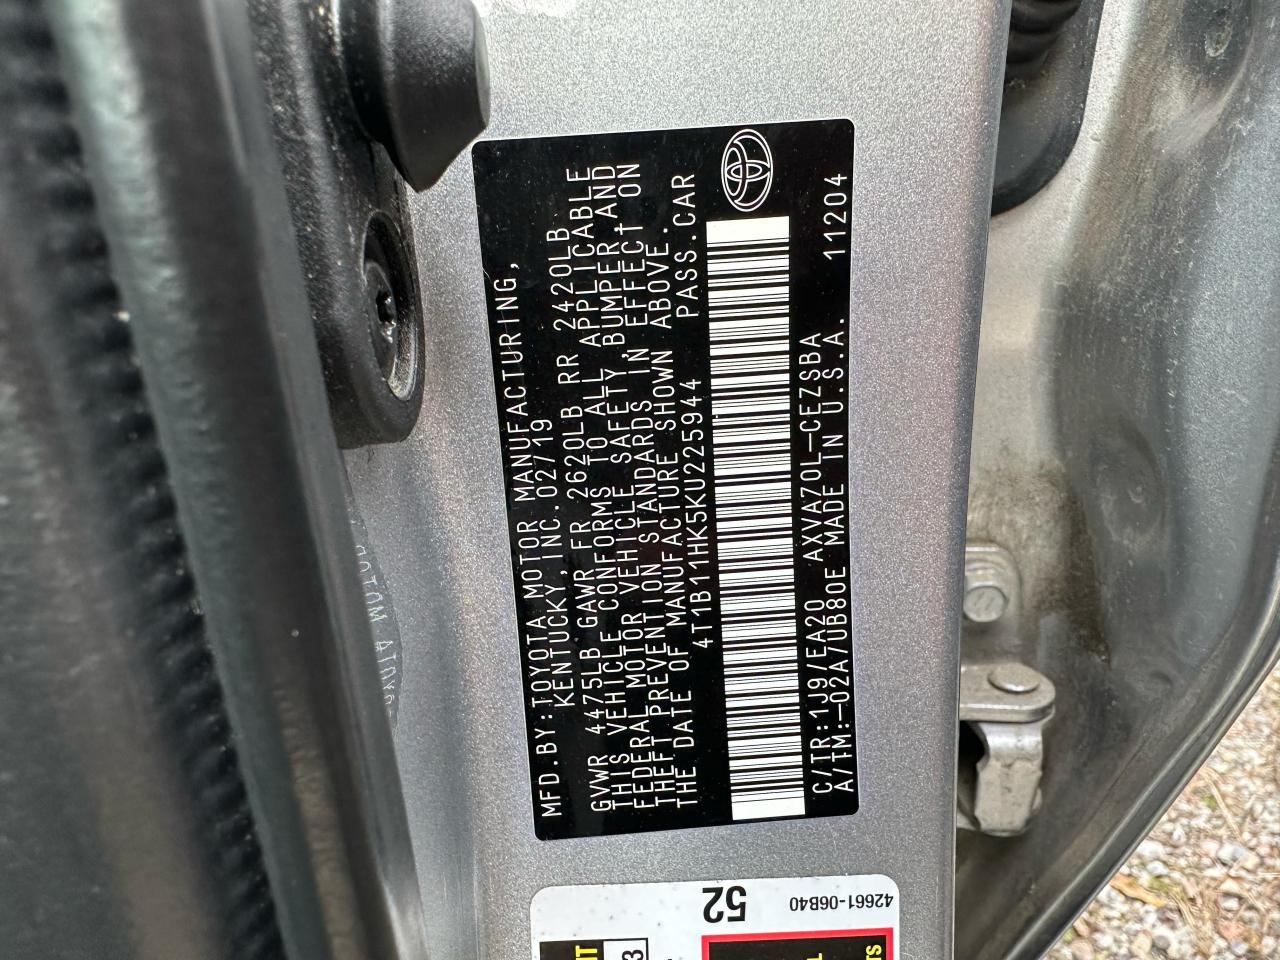 MFD.BY:TOYOTA MOTOR MANUFACTURING,
KENTUCKY, INC. 02/19
GVWR 4475LB GAWR FR 2620LB RR 2420LB
THIS VEHICLE CONFORMS TO ALL APPLICABLE
FEDERAL MOTOR VEHICLE SAFETY,BUMPER,AND
THEFT PREVENTION STANDARDS IN EFFECT ON
THE DATE OF MANUFACTURE SHOWN ABOVE.
4T1B11HK5KU225944 PASS.CAR
C/TR:1J9/EA20 AXVA70L-CEZSBA
A/TM:-02A/UB80E MADE IN U.S.A. 11204
52
42661-06B40